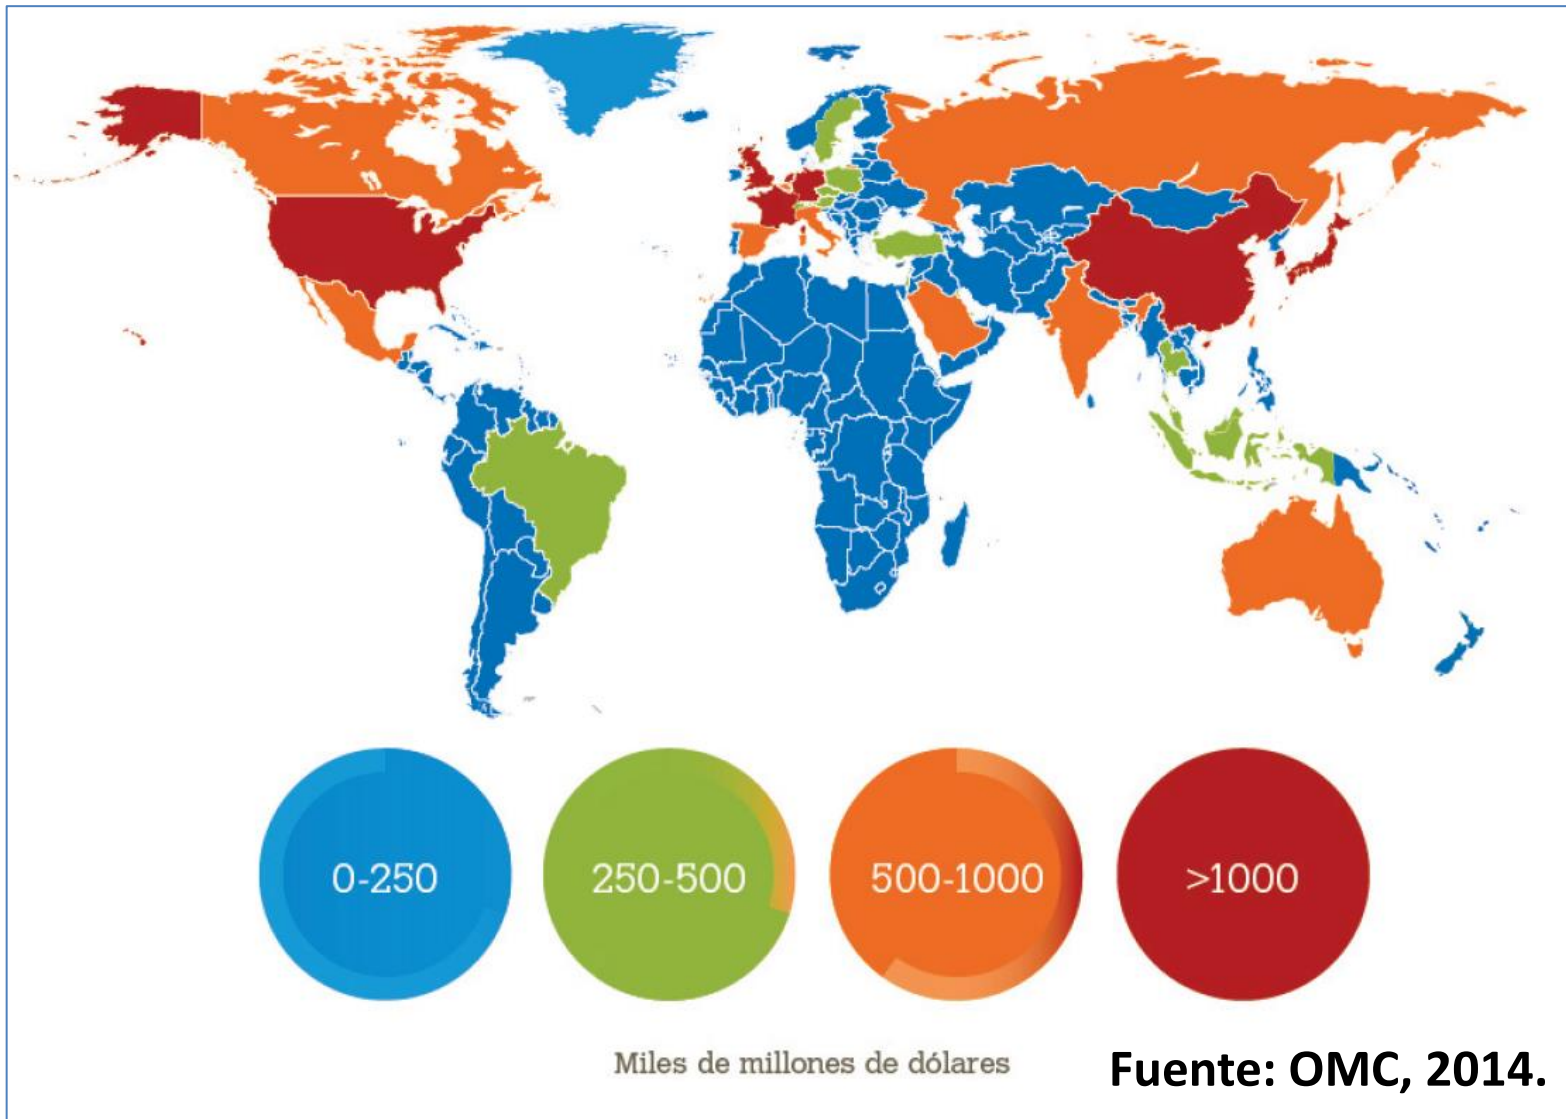 0-250
250-500
500-1000
>1000
Miles de millones de dólares
Fuente: OMC, 2014.